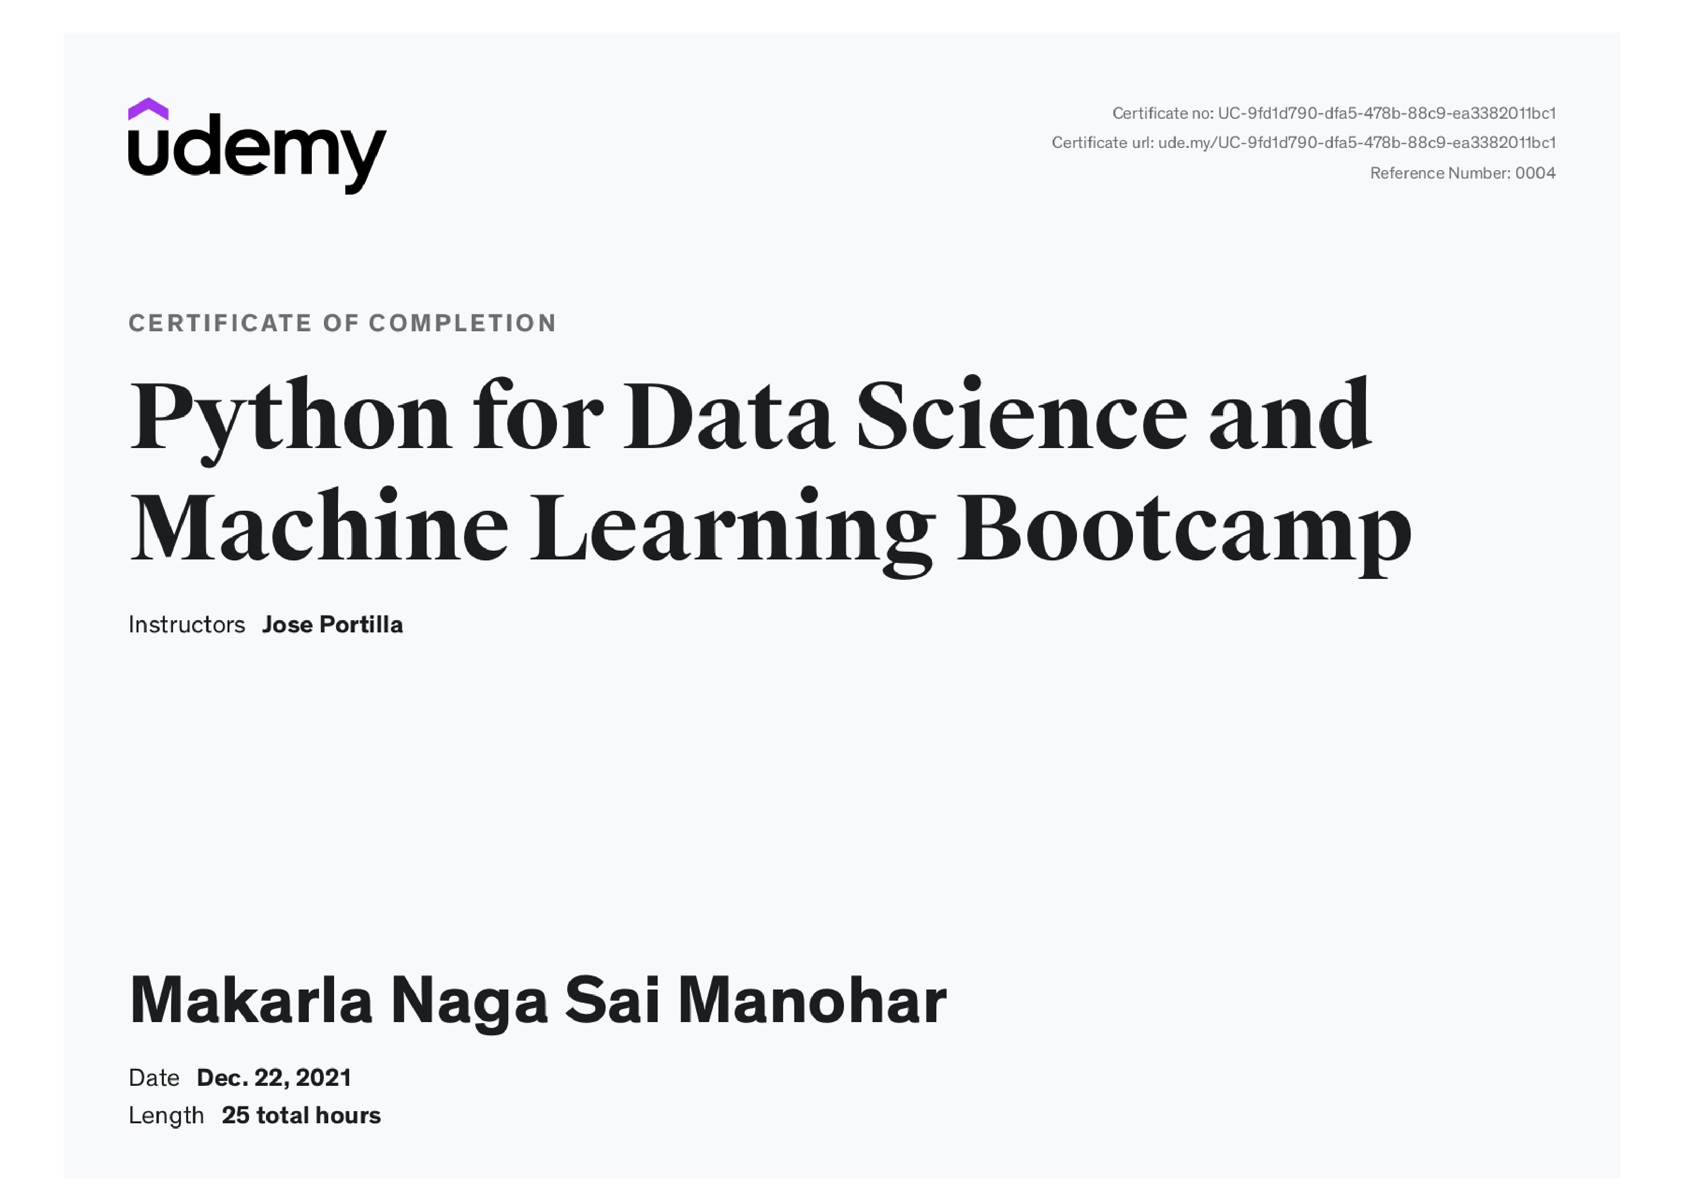 udemy
Certificate no: UC-9fd1d790-dfa5-478b-88c9-ea3382011bc1
Certificate url: ude.my/UC-9fd1d790-dfa5-478b-88c9-ea3382011bc1
Reference Number: 0004
CERTIFICATE OF COMPLETION
Python for Data Science and
Machine Learning Bootcamp
Instructors Jose Portilla
Makarla Naga Sai Manohar
Date Dec. 22, 2021
Length 25 total hours